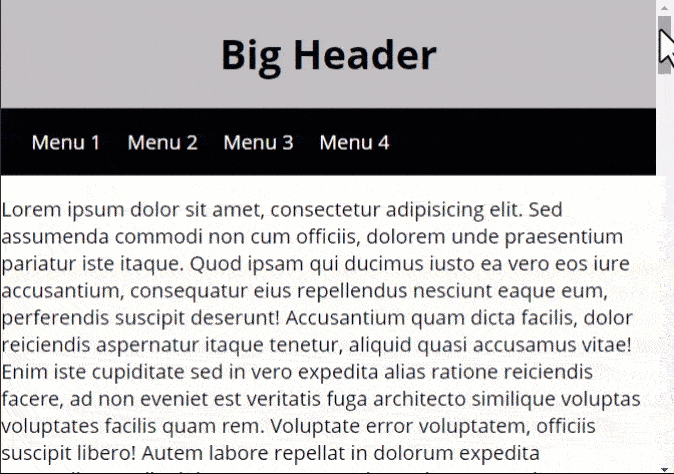 Big Header
Menu 1 Menu 2 Menu 3 Menu 4
Lorem ipsum dolor sit amet, consectetur adipisicing elit. Sed
assumenda commodi non cum officiis, dolorem unde praesentium
pariatur iste itaque. Quod ipsam qui ducimus iusto ea vero eos iure
accusantium, consequatur eius repellendus nesciunt eaque eum,
perferendis suscipit deserunt! Accusantium quam dicta facilis, dolor
reiciendis aspernatur itaque tenetur, aliquid quasi accusamus vitae!
Enim iste cupiditate sed in vero expedita alias ratione reiciendis
facere, ad non eveniet est veritatis fuga architecto similique voluptas
voluptates facilis quam rem. Voluptate error voluptatem, officiis
suscipit libero! Autem labore repellat in dolorum expedita